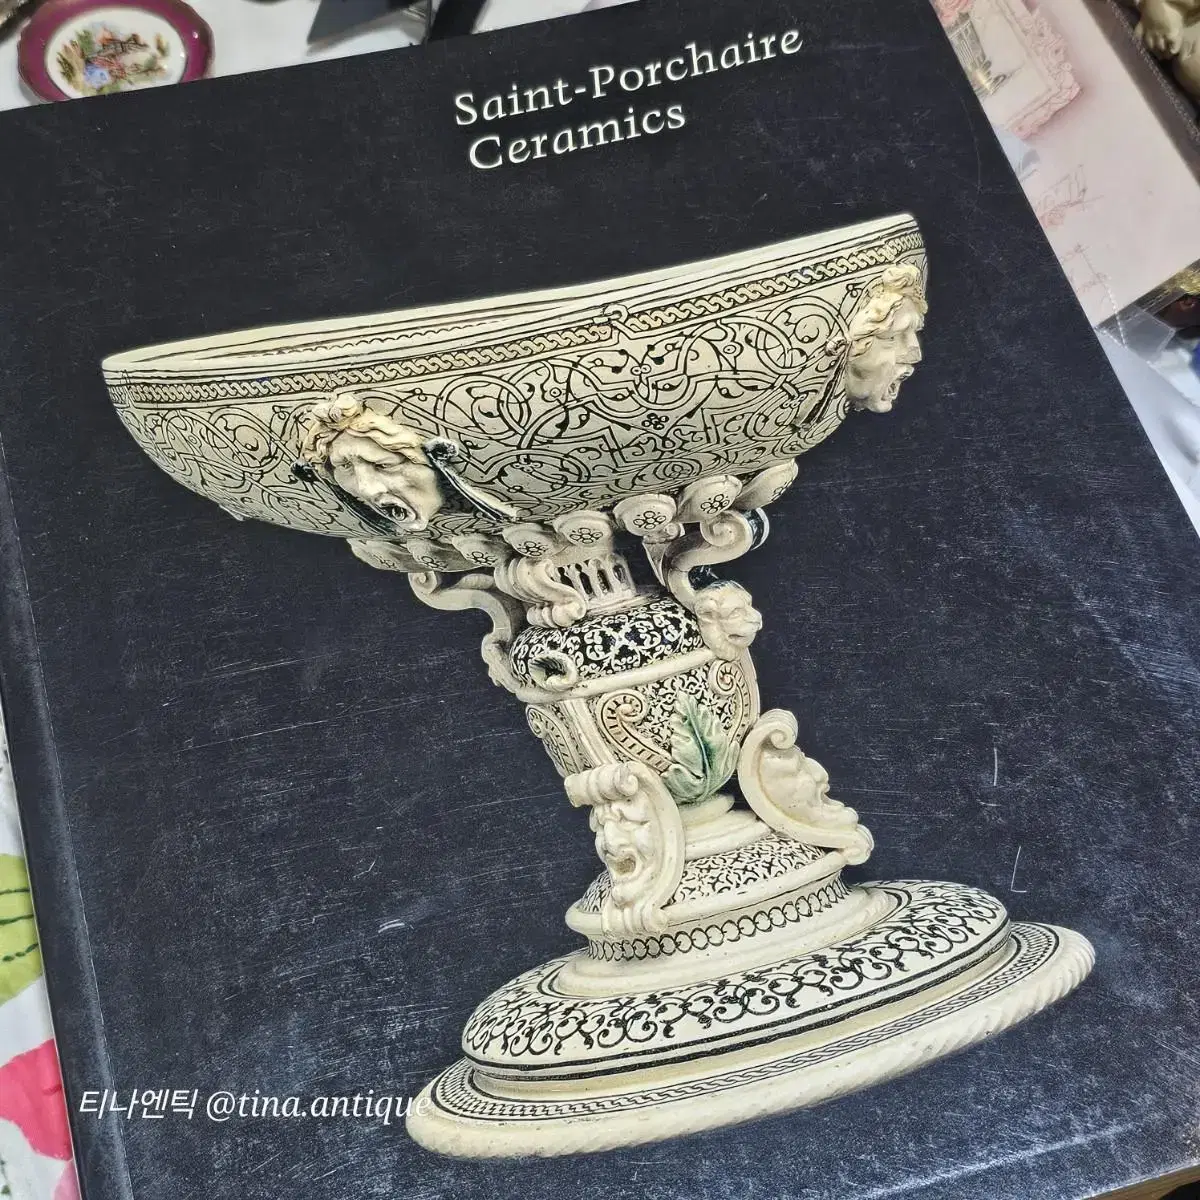 Saint-Porchaire
Ceramics
티나엔틱 @tina.antique